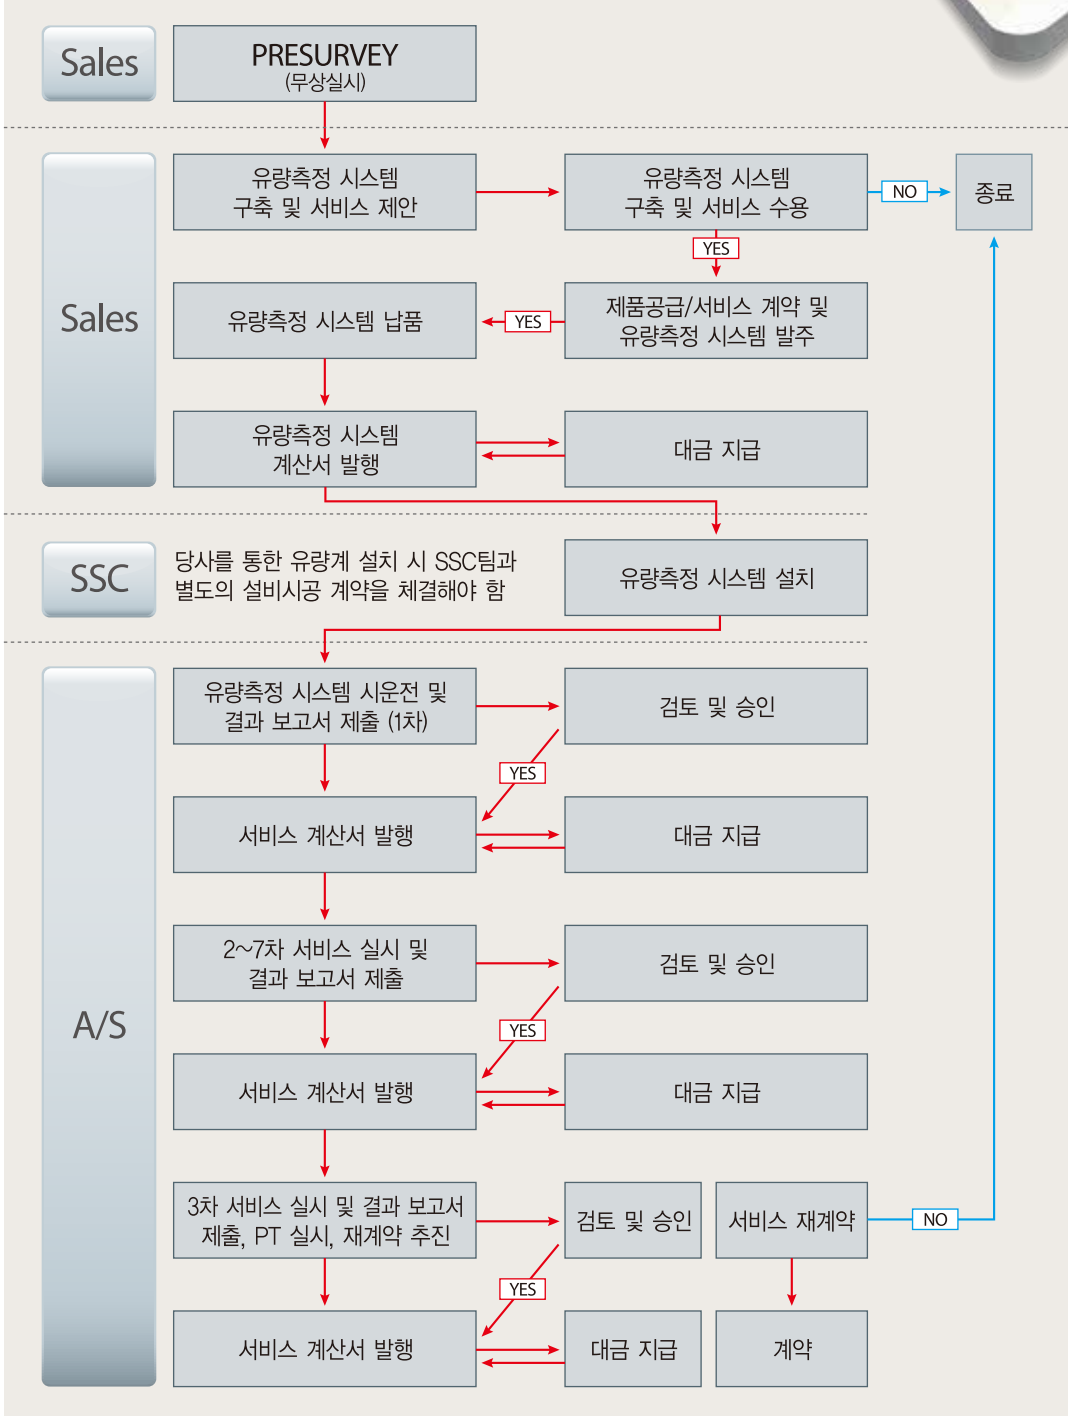 Sales
PRESURVEY
(무상실시)
Sales
유량측정 시스템
구축 및 서비스 제안
유량측정 시스템
구축 및 서비스 수용
NO
종료
YES
유량측정 시스템 납품
YES
제품공급/서비스 계약 및
유량측정 시스템 발주
유량측정 시스템
계산서 발행
대금 지급
SSC
당사를 통한 유량계 설치 시 SSC팀과
별도의 설비시공 계약을 체결해야 함
유량측정 시스템 설치
A/S
유량측정 시스템 시운전 및
결과 보고서 제출 (1차)
검토 및 승인
YES
서비스 계산서 발행
대금 지급
2~7차 서비스 실시 및
결과 보고서 제출
검토 및 승인
YES
서비스 계산서 발행
대금 지급
3차 서비스 실시 및 결과 보고서
제출, PT 실시, 재계약 추진
검토 및 승인
서비스 재계약
NO
YES
서비스 계산서 발행
대금 지급
계약